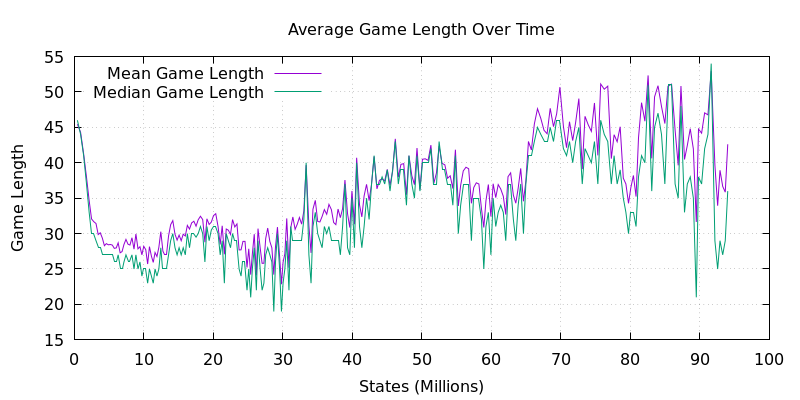 Average Game Length Over Time
Mean Game Length
Median Game Length
Game Length
55
50
45
40
35
30
25
20
15
0 10 20 30 40 50 60 70 80 90 100
States (Millions)